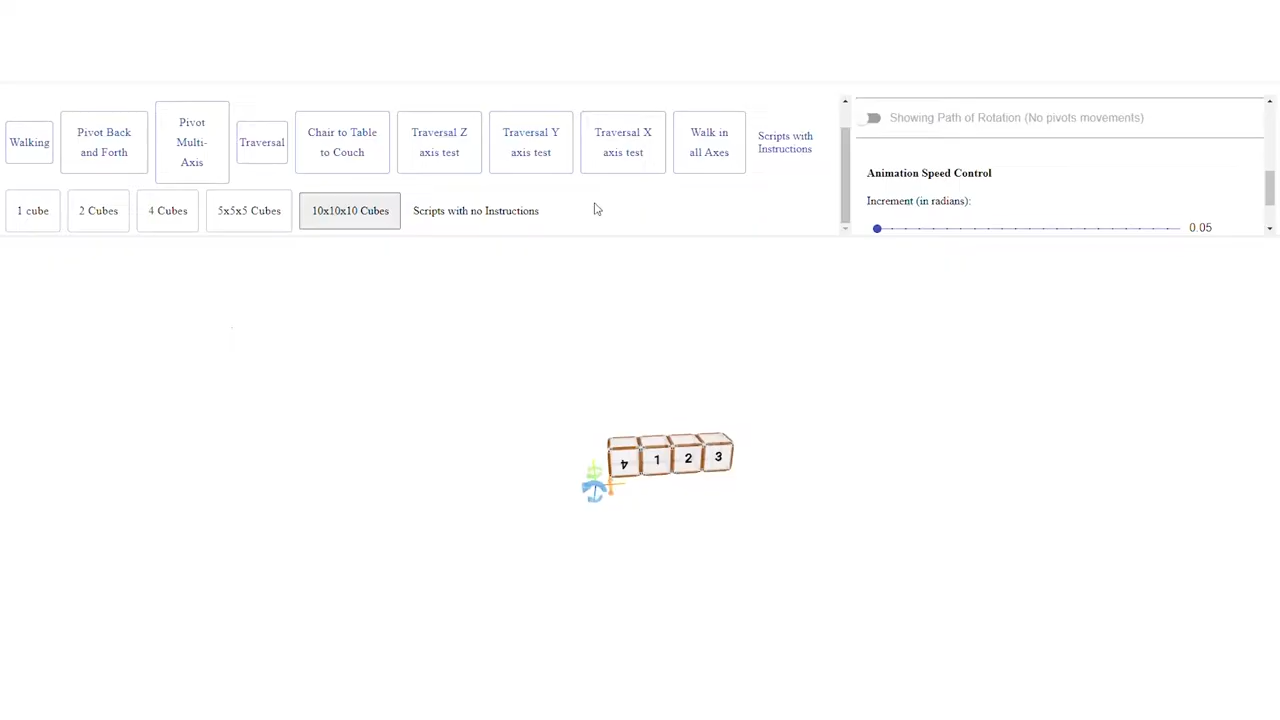 Walking
Pivot Back
and Forth
Pivot
Multi-
Axis
Traversal
Chair to Table
to Couch
Traversal Z
axis test
Traversal Y
axis test
Traversal X
axis test
Walk in
all Axes
Scripts with
Instructions
1 cube
2 Cubes
4 Cubes
5x5x5 Cubes
10x10x10 Cubes
Scripts with no Instructions
Showing Path of Rotation (No pivots movements)
Animation Speed Control
Increment (in radians):
0.05
4 1 2 3